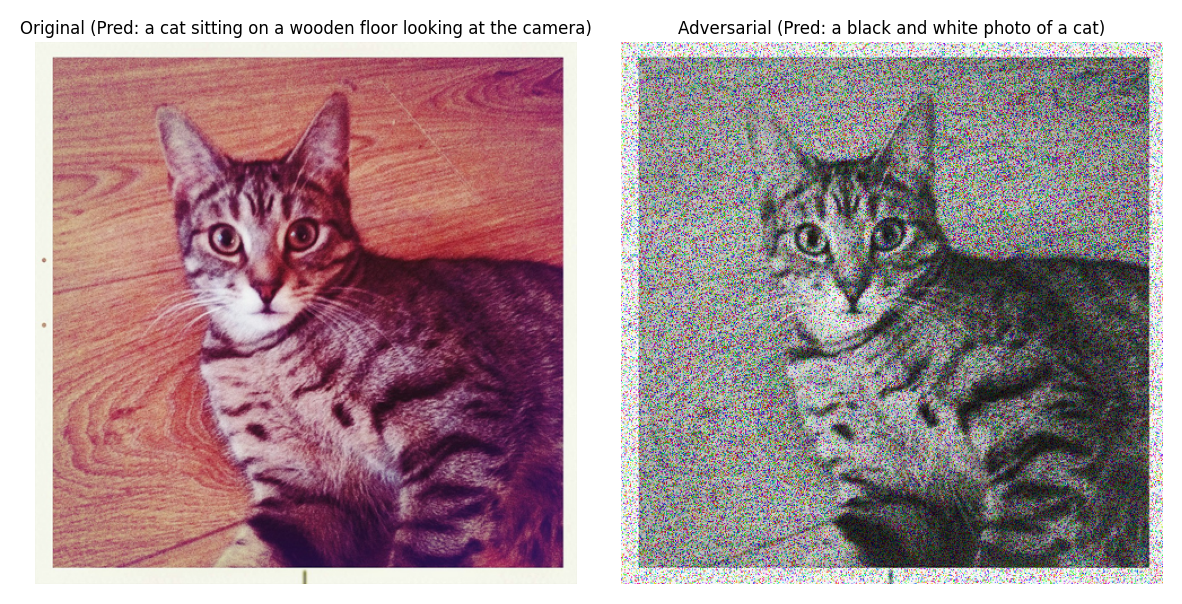 Original (Pred: a cat sitting on a wooden floor looking at the camera)
Adversarial (Pred: a black and white photo of a cat)